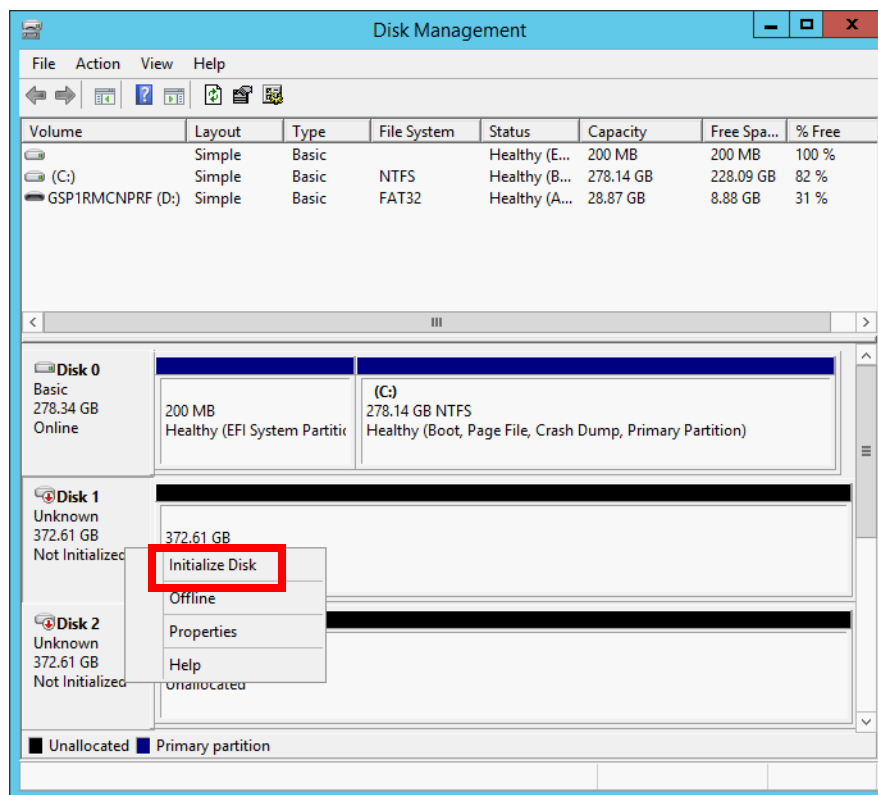 Disk Management
File Action View Help
Volume Layout Type File System Status Capacity Free Spa... % Free
Simple Basic Healthy (E... 200 MB 200 MB 100 %
(C:) Simple Basic NTFS Healthy (B... 278.14 GB 228.09 GB 82 %
GSP1RMCNPRF (D:) Simple Basic FAT32 Healthy (A... 28.87 GB 8.88 GB 31 %
Disk 0
Basic
278.34 GB
Online
200 MB
Healthy (EFI System Partitic
(C:)
278.14 GB NTFS
Healthy (Boot, Page File, Crash Dump, Primary Partition)
Disk 1
Unknown
372.61 GB
Not Initialized
372.61 GB
Initialize Disk
Offline
Properties
Help
Disk 2
Unknown
372.61 GB
Not Initialized
Unallocated
Unallocated Primary partition